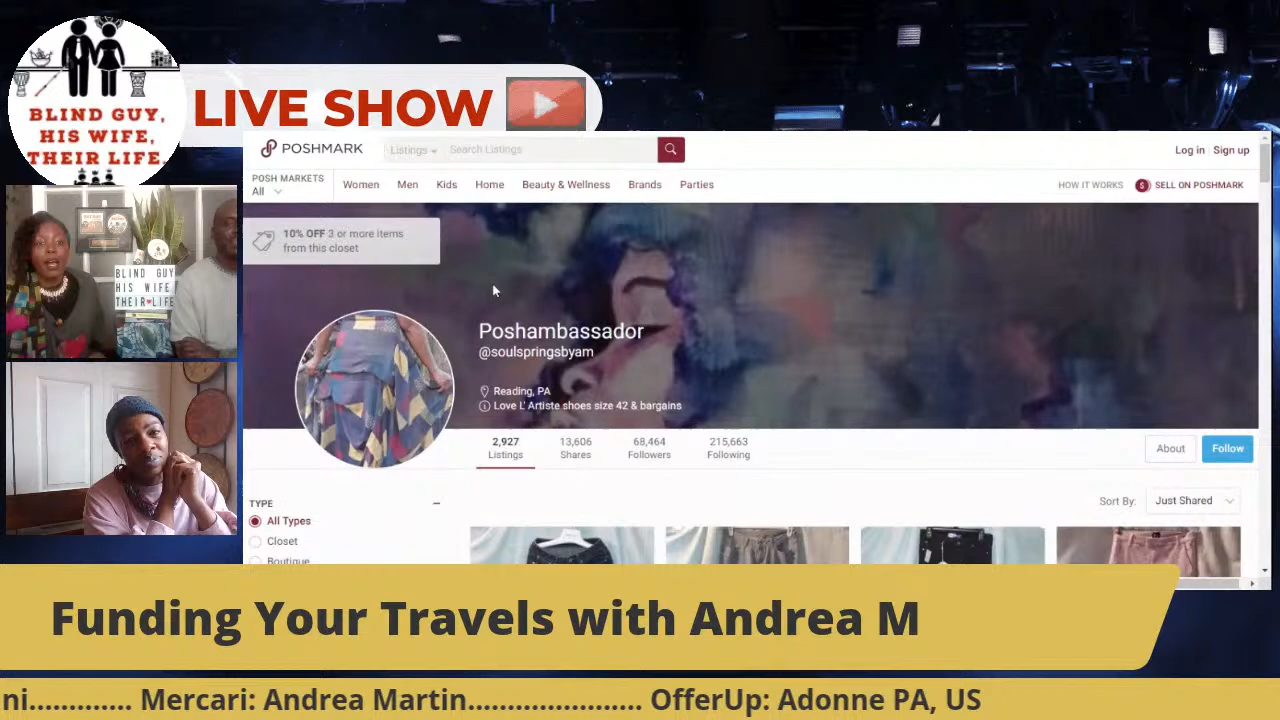 BLIND GUY,
HIS WIFE,
THEIR LIFE.
LIVE SHOW
BLIND GUY
HIS WIFE
THEIR♥LIFE
POSHMARK
Listings
Search Listings
Log in
Sign up
POSH MARKETS
All
Women
Men
Kids
Home
Beauty & Wellness
Brands
Parties
HOW IT WORKS
$
SELL ON POSHMARK
10% OFF 3 or more items
from this closet
Poshambassador
@soulspringsbyam
Reading, PA
Love L' Artiste shoes size 42 & bargains
2,927
Listings
13,606
Shares
68,464
Followers
215,663
Following
About
Follow
Sort By:
Just Shared
TYPE
All Types
Closet
Boutique
Funding Your Travels with Andrea M
ni............. Mercari: Andrea Martin...................... OfferUp: Adonne PA, US